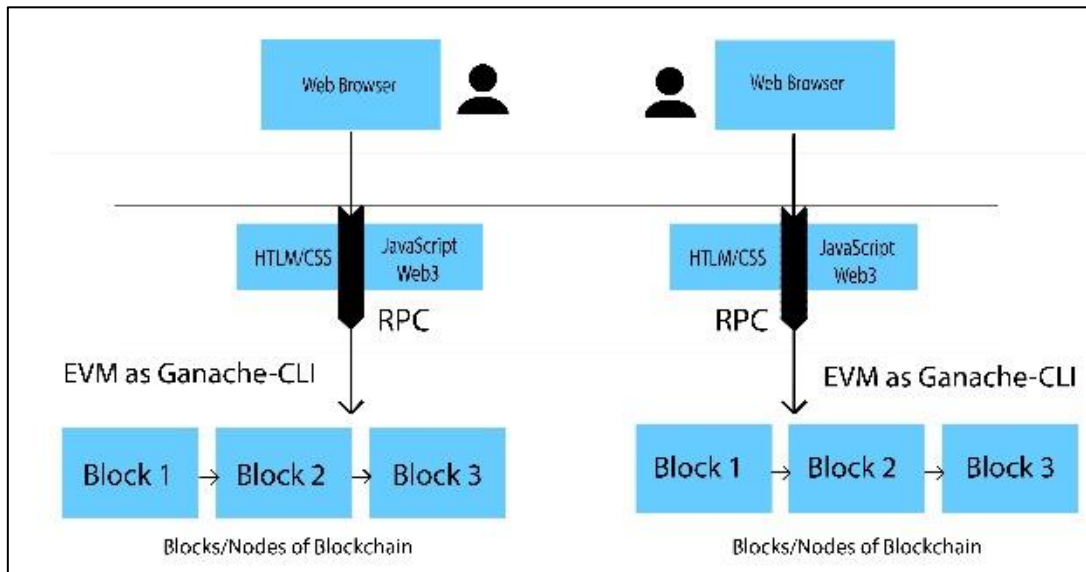 Web Browser
Web Browser
HTLM/CSS
JavaScript
Web3
HTLM/CSS
JavaScript
Web3
RPC
RPC
EVM as Ganache-CLI
EVM as Ganache-CLI
Block 1
Block 2
Block 3
Block 1
Block 2
Block 3
Blocks/Nodes of Blockchain
Blocks/Nodes of Blockchain